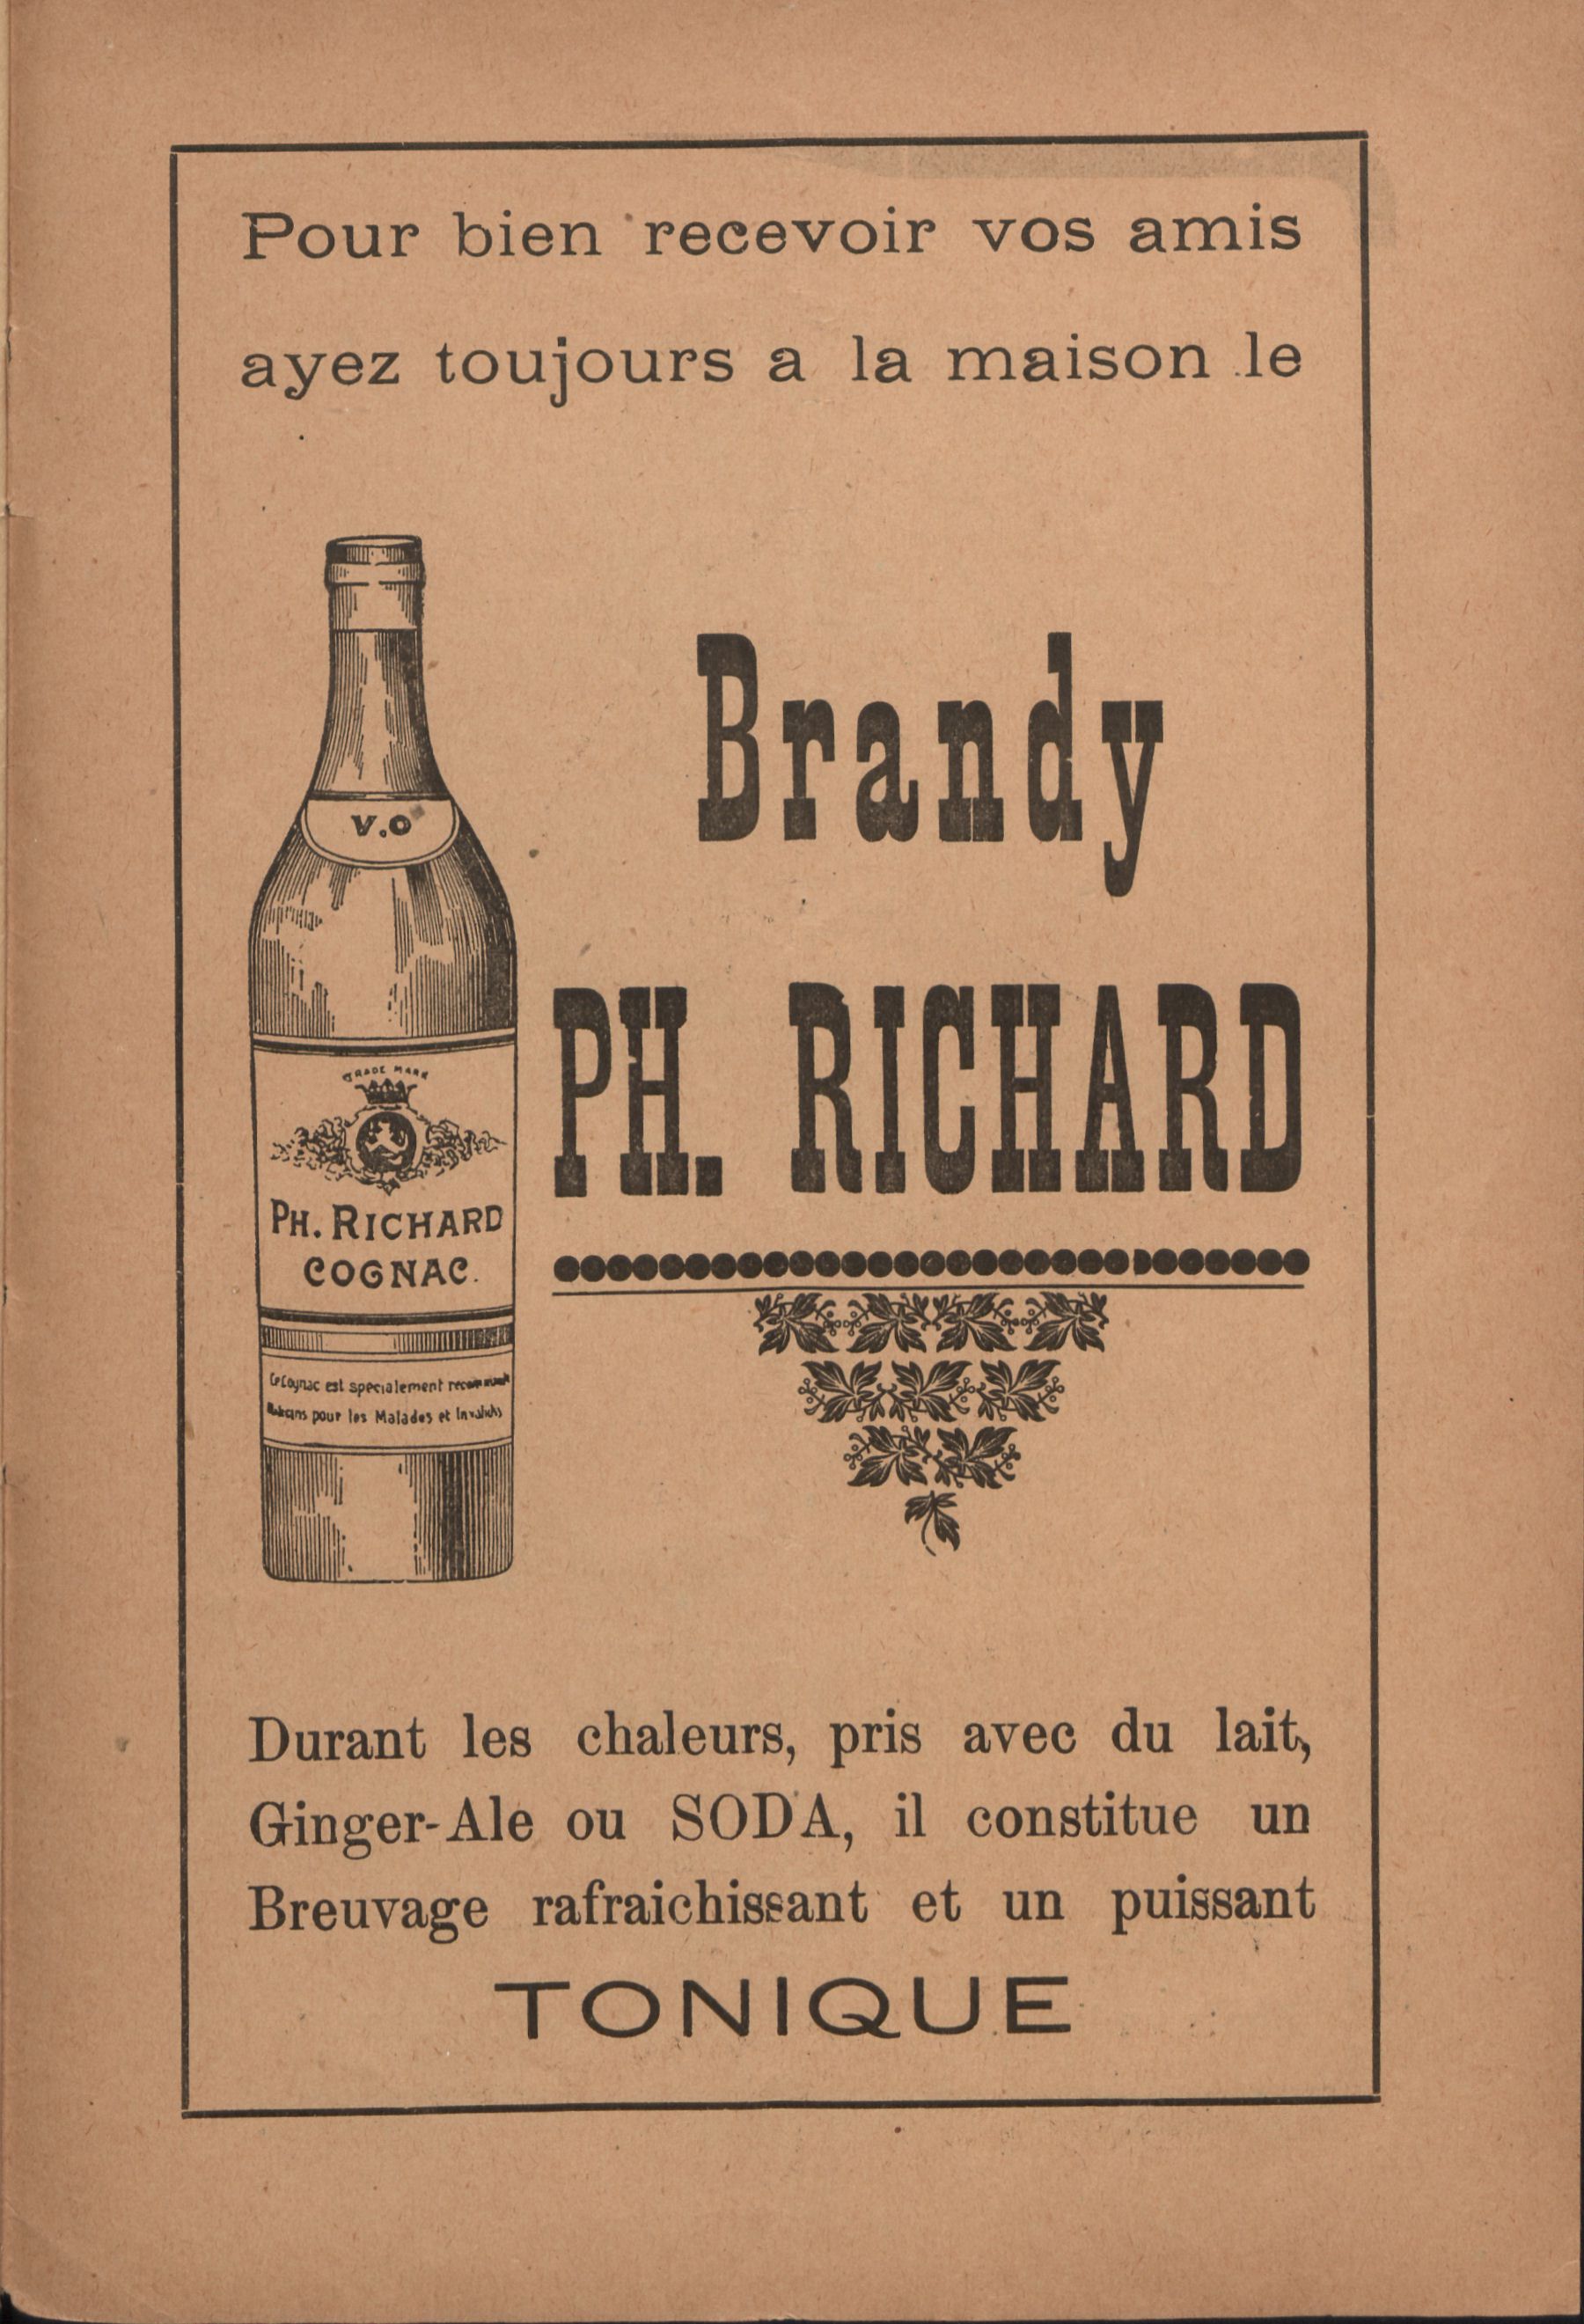 Pour bien recevoir vos amis
ayez toujours a la maison le
Brandy
PH. RICHARD
V.O
TRADE MARK
PH. RICHARD
COGNAC.
Ce Cognac est specialement
pour les Malades et Invalides
Durant les chaleurs, pris avec du lait,
Ginger-Ale ou SODA, il constitue un
Breuvage rafraichissant et un puissant
TONIQUE